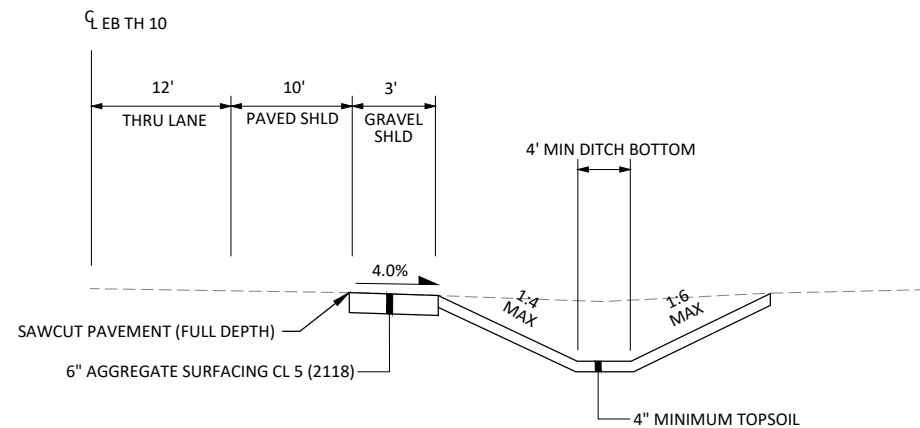 ℄ EB TH 10
12'
10'
3'
THRU LANE
PAVED SHLD
GRAVEL
SHLD
4' MIN DITCH BOTTOM
4.0%
1:4
MAX
1:6
MAX
SAWCUT PAVEMENT (FULL DEPTH)
6" AGGREGATE SURFACING CL 5 (2118)
4" MINIMUM TOPSOIL